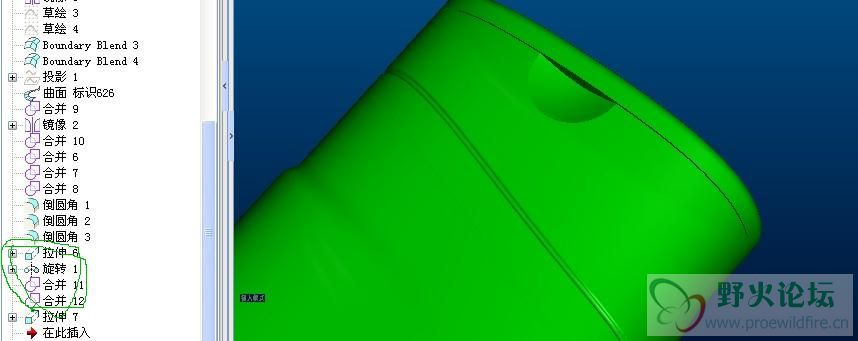 草绘 3
草绘 4
Boundary Blend 3
Boundary Blend 4
投影 1
曲面 标识626
合并 9
镜像 2
合并 10
合并 6
合并 7
合并 8
倒圆角 1
倒圆角 2
倒圆角 3
拉伸 6
旋转 1
合并 11
合并 12
拉伸 7
在此插入
野火论坛
www.proewildfire.cn